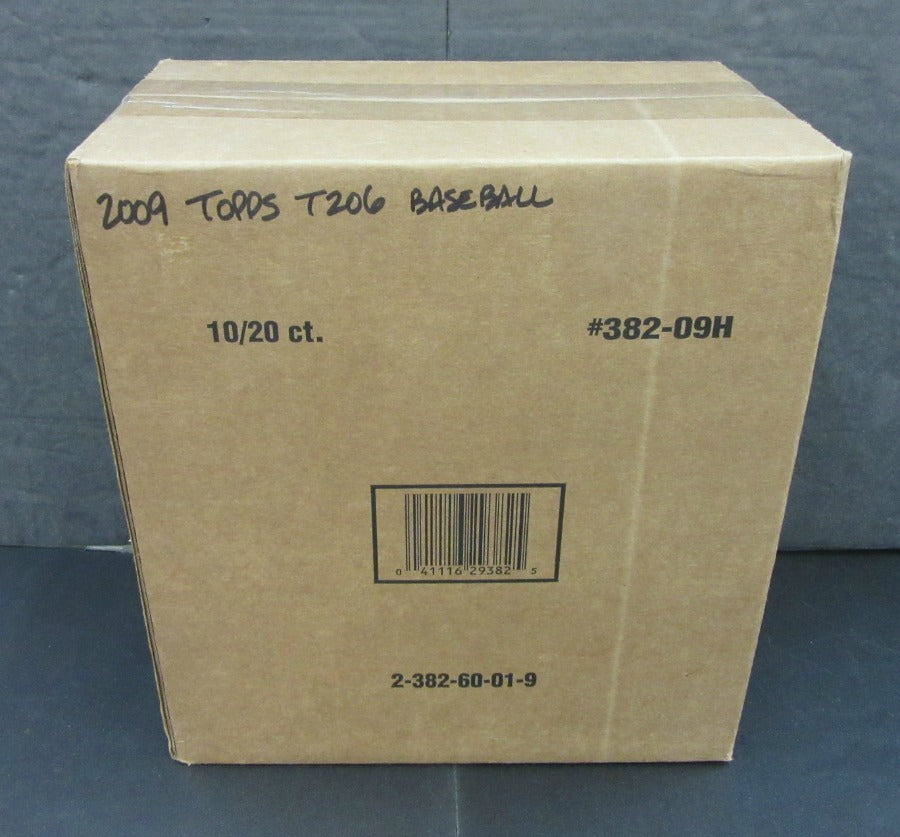 2009 TOPPS T206 BASEBALL
10/20 ct. #382-09H
0 41116 29382 5
2-382-60-01-9